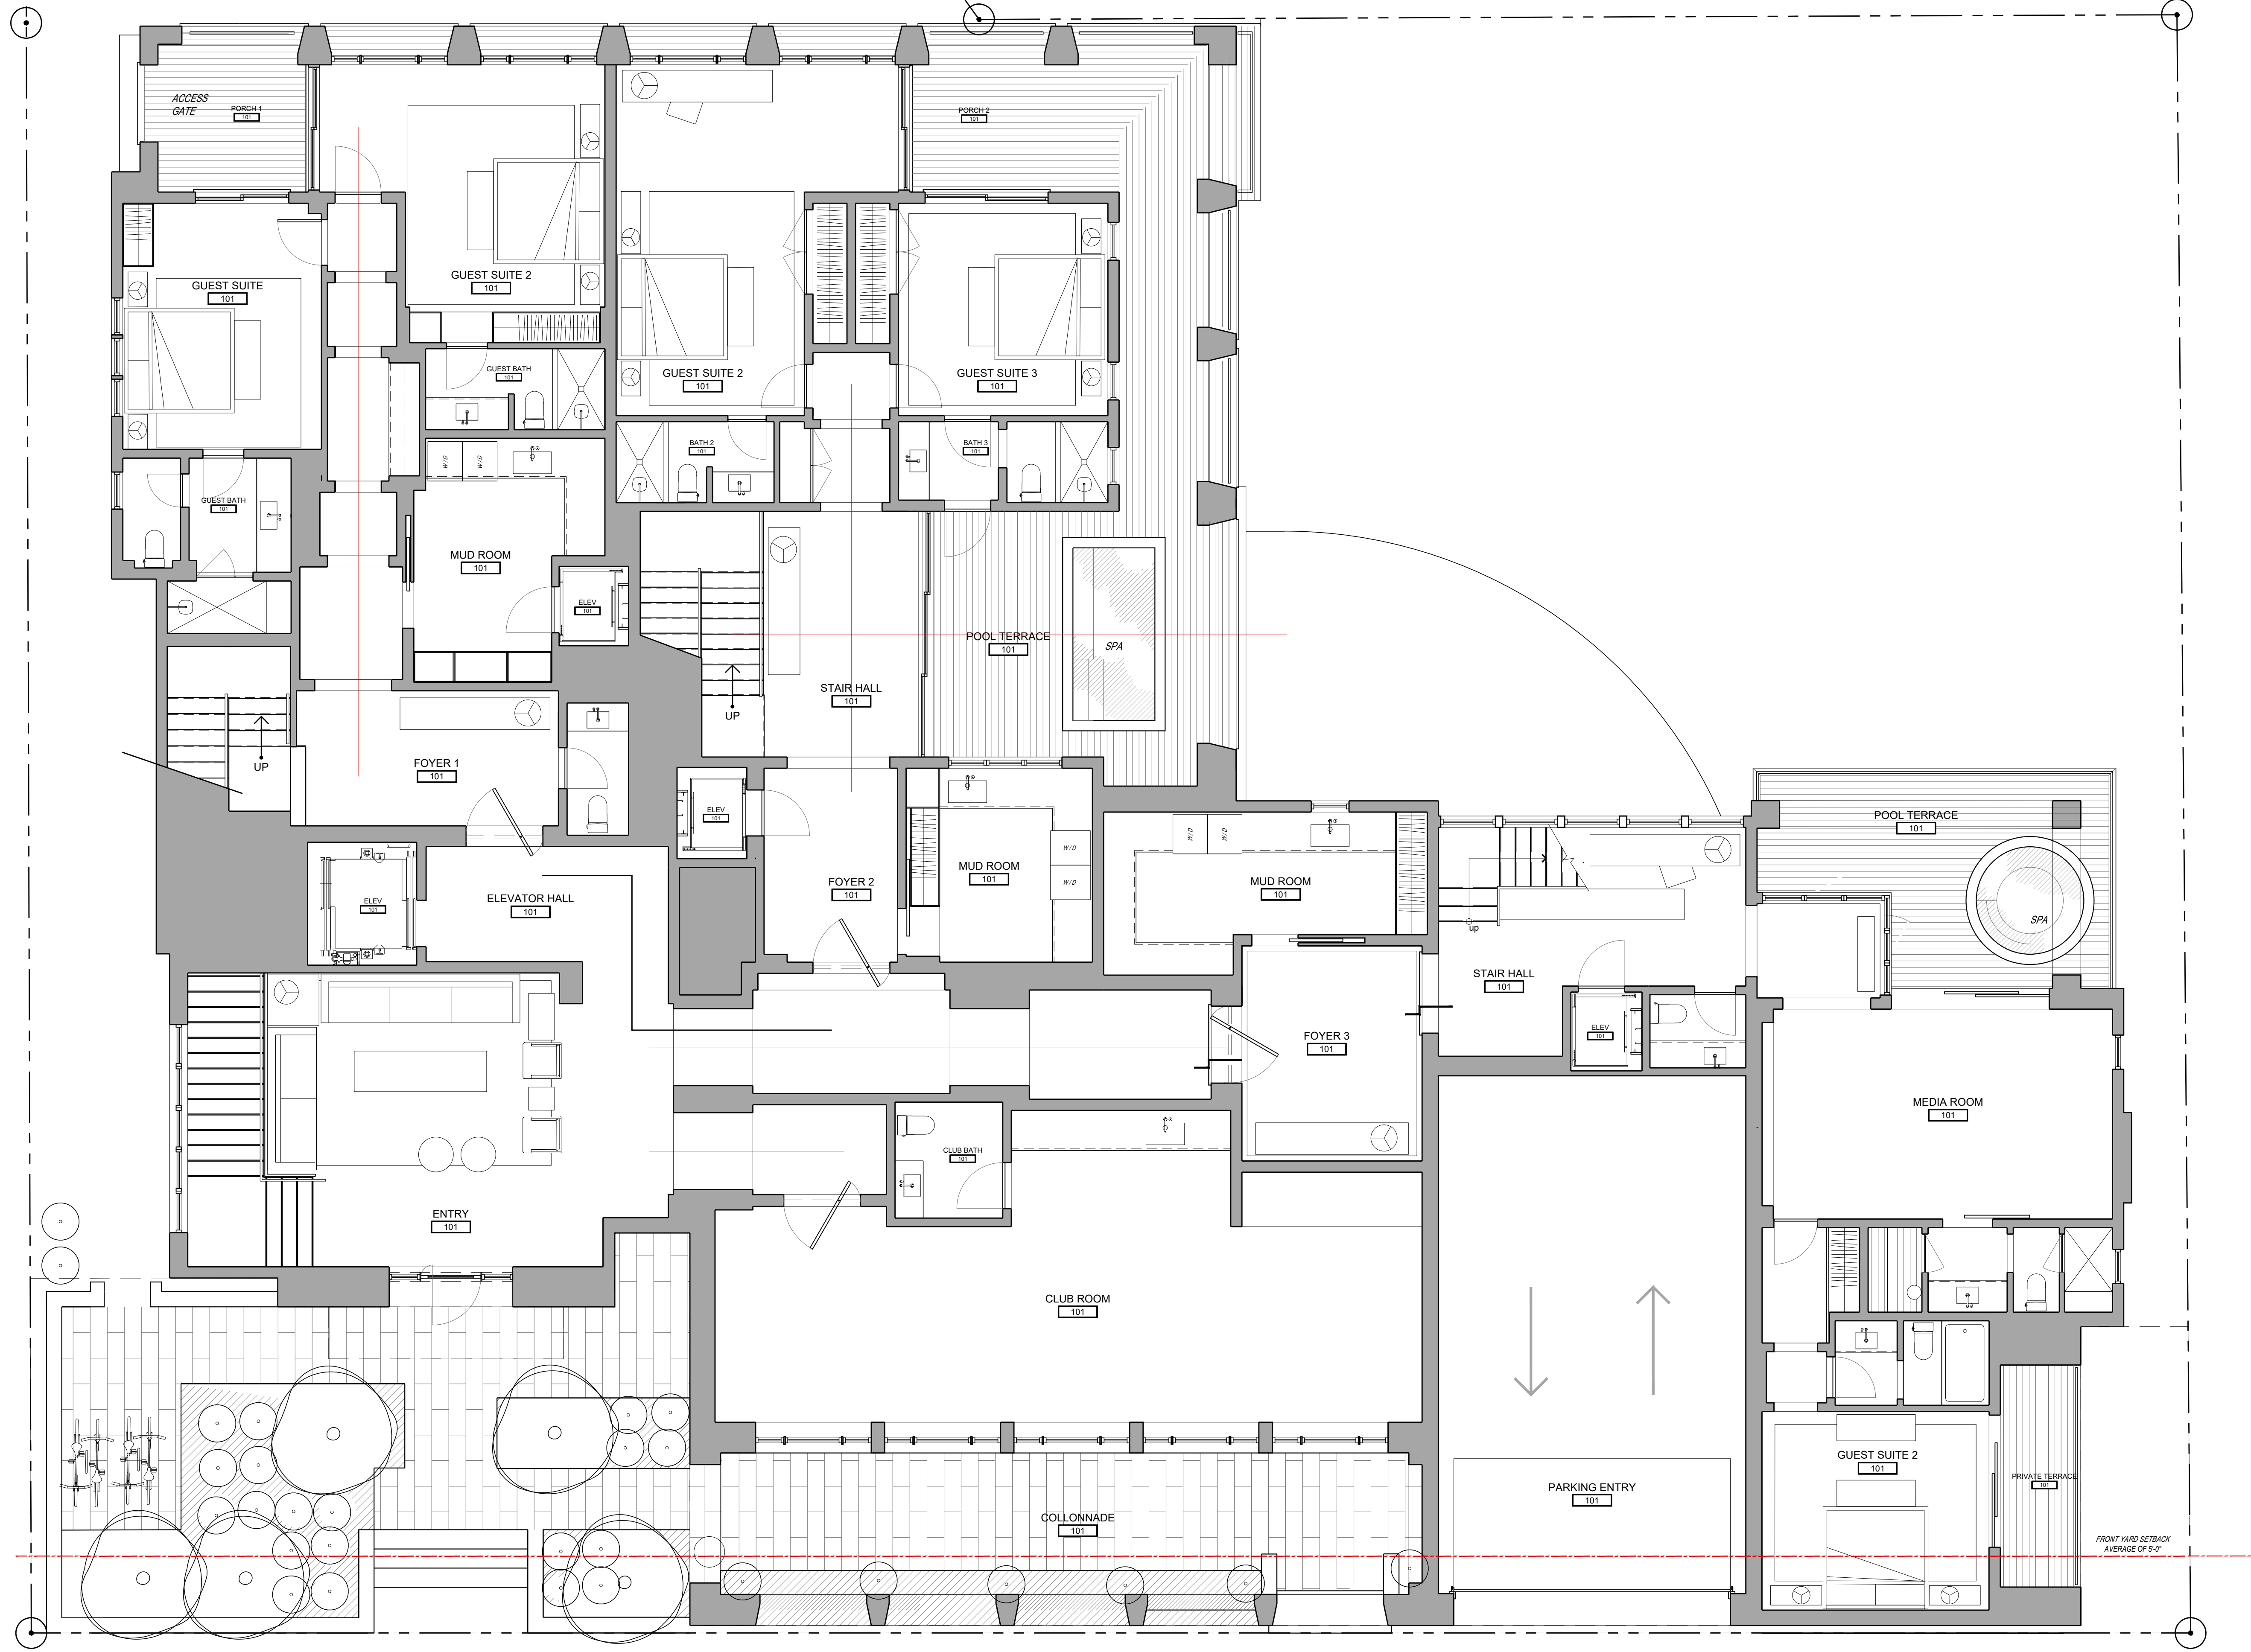 ACCESS
GATE
PORCH 1
101
PORCH 2
101
GUEST SUITE
101
GUEST SUITE 2
101
GUEST SUITE 2
101
GUEST SUITE 3
101
GUEST BATH
101
BATH 2
101
BATH 3
101
W/D
W/D
GUEST BATH
101
MUD ROOM
101
ELEV
101
POOL TERRACE
101
SPA
STAIR HALL
101
UP
UP
FOYER 1
101
ELEV
101
POOL TERRACE
101
W/D
W/D
W/D
W/D
MUD ROOM
101
MUD ROOM
101
FOYER 2
101
ELEVATOR HALL
101
ELEV
101
up
SPA
STAIR HALL
101
ELEV
101
FOYER 3
101
MEDIA ROOM
101
CLUB BATH
101
ENTRY
101
CLUB ROOM
101
GUEST SUITE 2
101
PRIVATE TERRACE
101
PARKING ENTRY
101
COLLONNADE
101
FRONT YARD SETBACK
AVERAGE OF 5'-0"